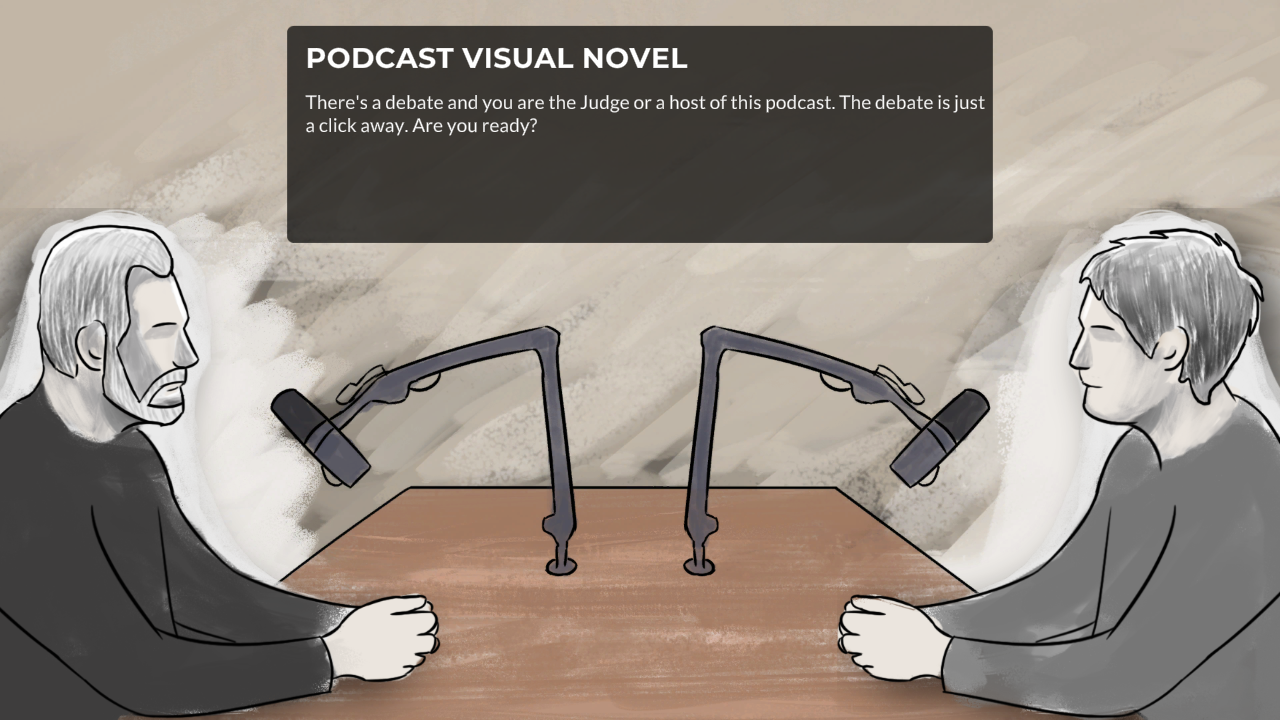 PODCAST VISUAL NOVEL
There's a debate and you are the Judge or a host of this podcast. The debate is just
a click away. Are you ready?